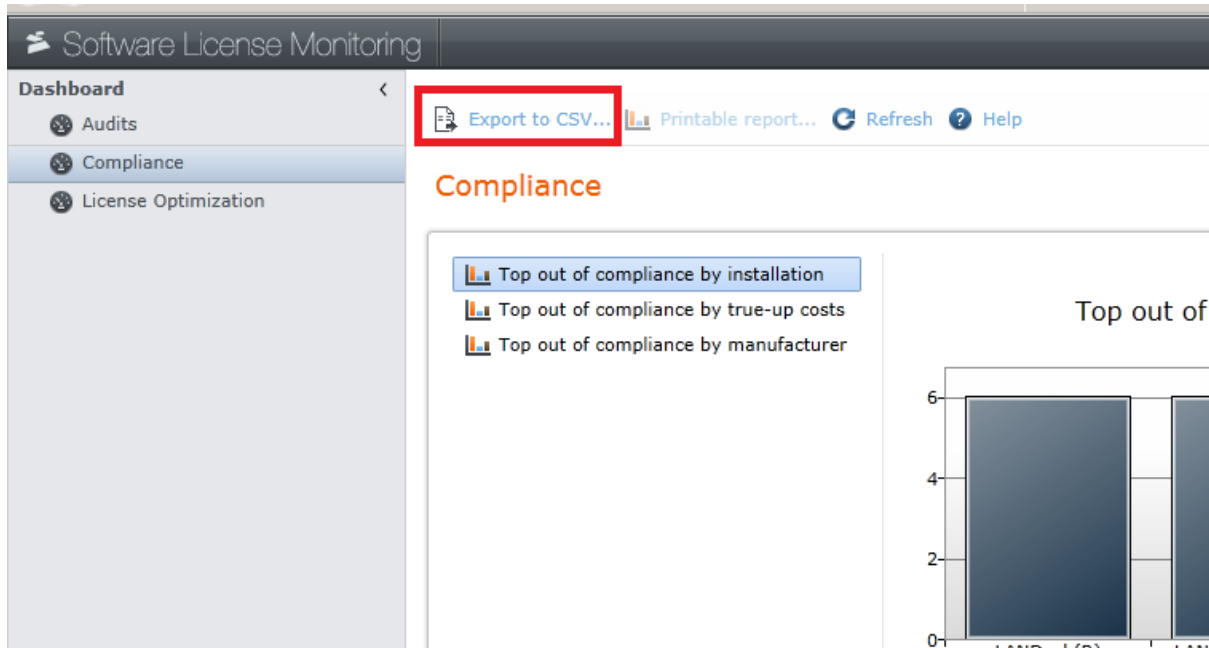 Software License Monitoring
Dashboard
Audits
Compliance
License Optimization
Export to CSV... Printable report... Refresh Help
Compliance
Top out of compliance by installation
Top out of compliance by true-up costs
Top out of compliance by manufacturer
Top out of
6
4
2
0